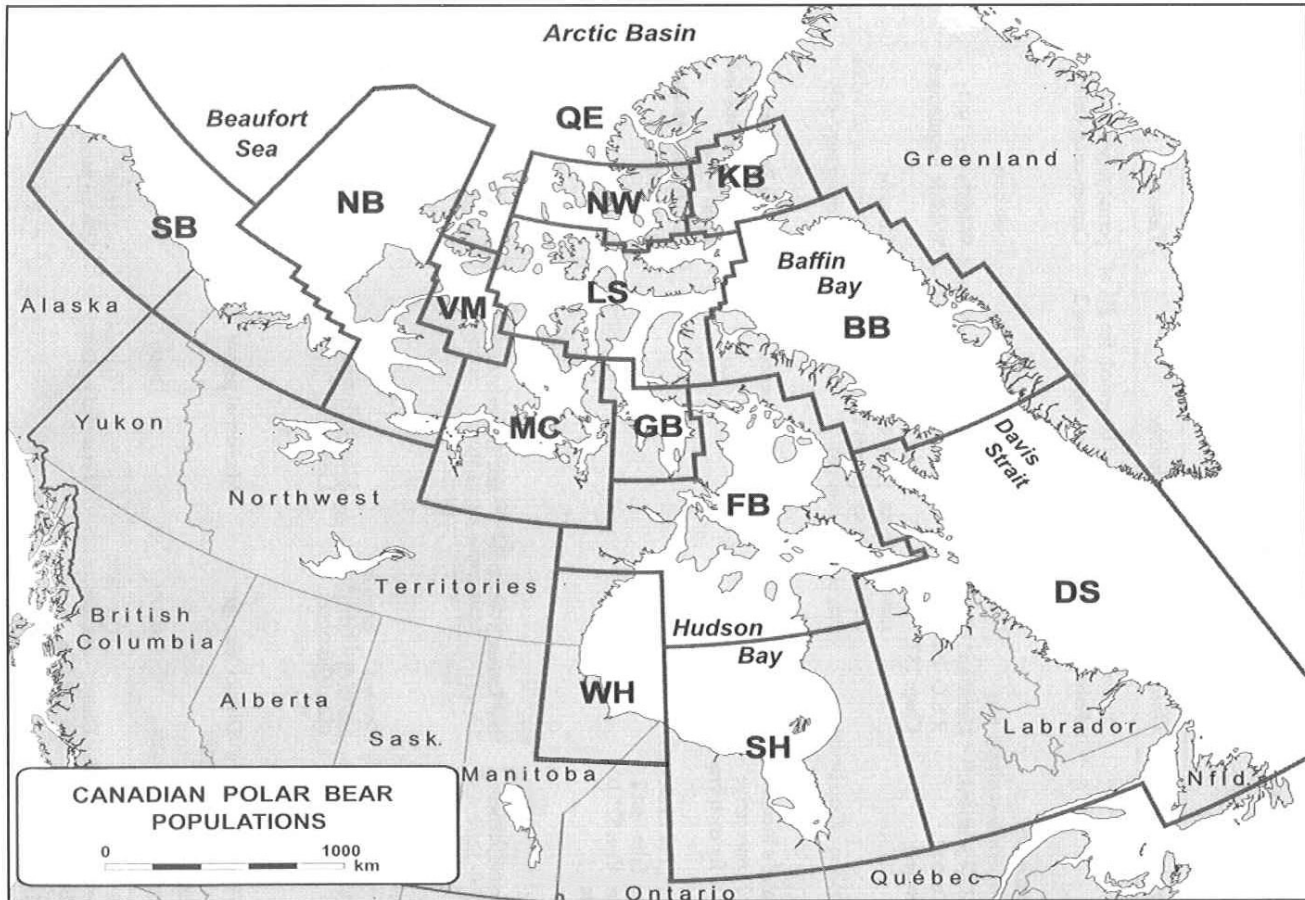 Arctic Basin
Beaufort
Sea
QE
Greenland
KB
NB
NW
SB
Baffin
Bay
LS
VM
BB
Alaska
Yukon
MC
GB
Davis
Strait
Northwest
FB
Territories
DS
British
Columbia
Hudson
Bay
WH
Alberta
Labrador
Sask.
SH
Manitoba
Nfld.
CANADIAN POLAR BEAR
POPULATIONS
0 1000
km
Québec
Ontario